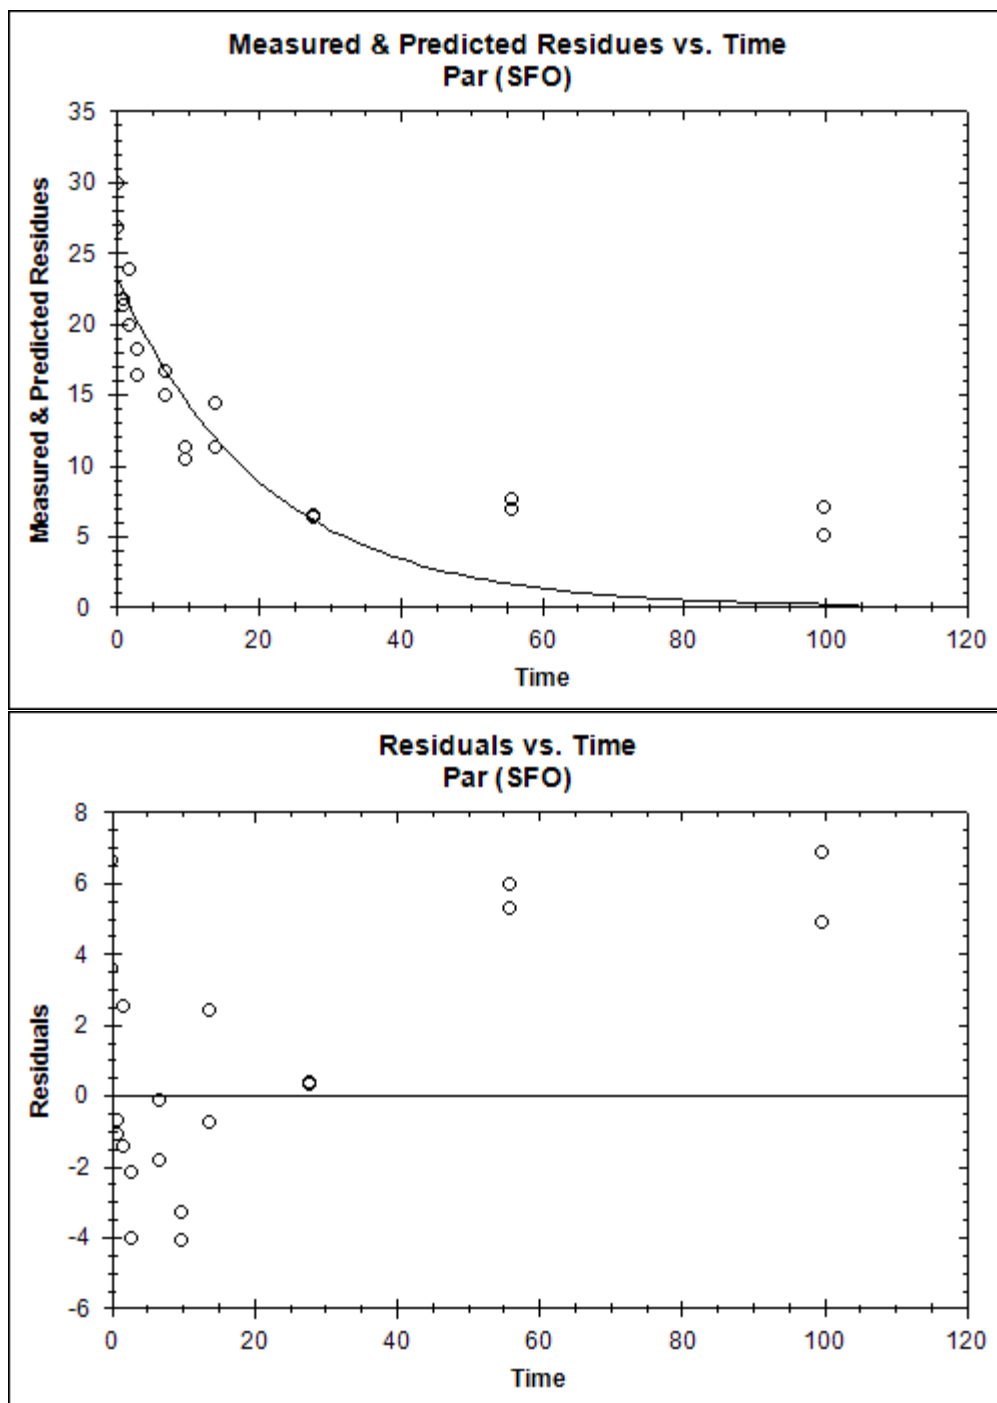 Measured & Predicted Residues vs. Time
Par (SFO)
Measured & Predicted Residues
35
30
25
20
15
10
5
0
0 20 40 60 80 100 120
Time
Residuals vs. Time
Par (SFO)
Residuals
8
6
4
2
0
-2
-4
-6
0 20 40 60 80 100 120
Time